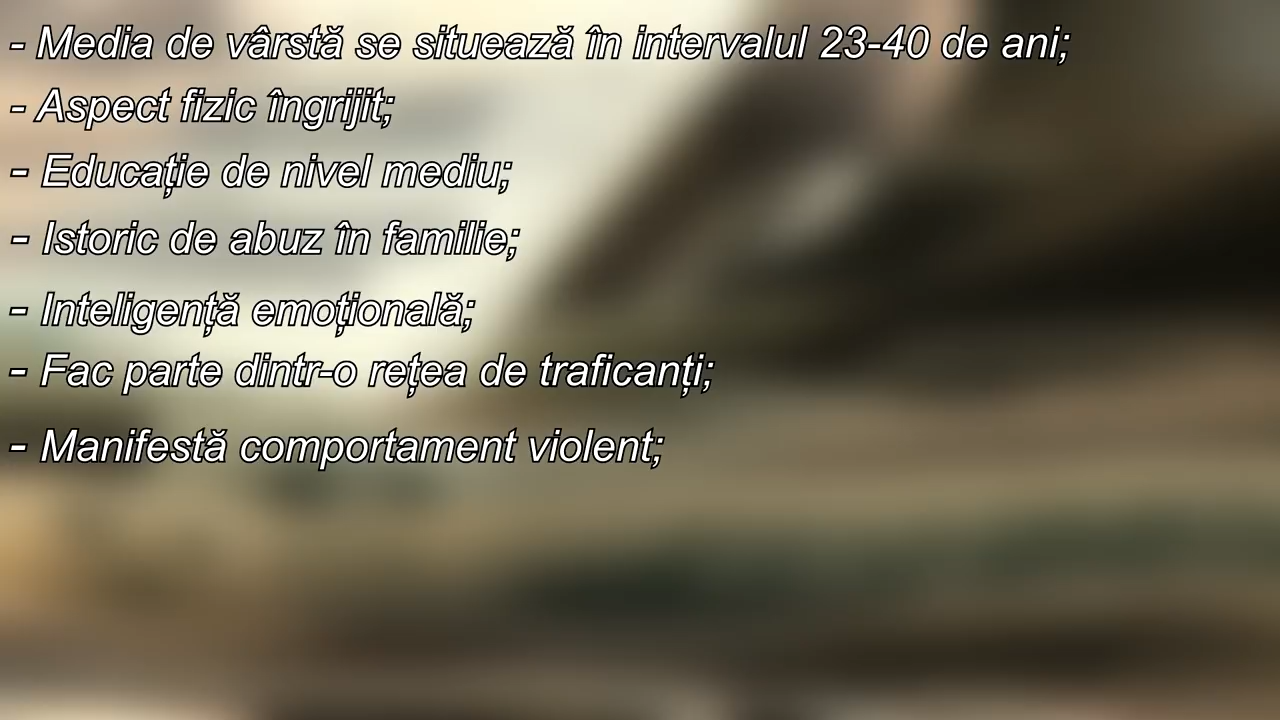 - Media de vârstă se situează în intervalul 23-40 de ani;
- Aspect fizic îngrijit;
- Educație de nivel mediu;
- Istoric de abuz în familie;
- Inteligență emoțională;
- Fac parte dintr-o rețea de traficanți;
- Manifestă comportament violent;